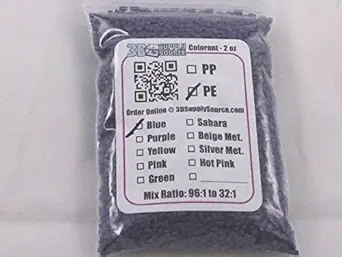 3D SUPPLY SOURCE Colorant - 2 oz
PP
PE
Order Online @ 3DSupplySource.com
Blue Sahara
Purple Beige Met.
Yellow Silver Met.
Pink Hot Pink
Green
Mix Ratio: 96:1 to 32:1